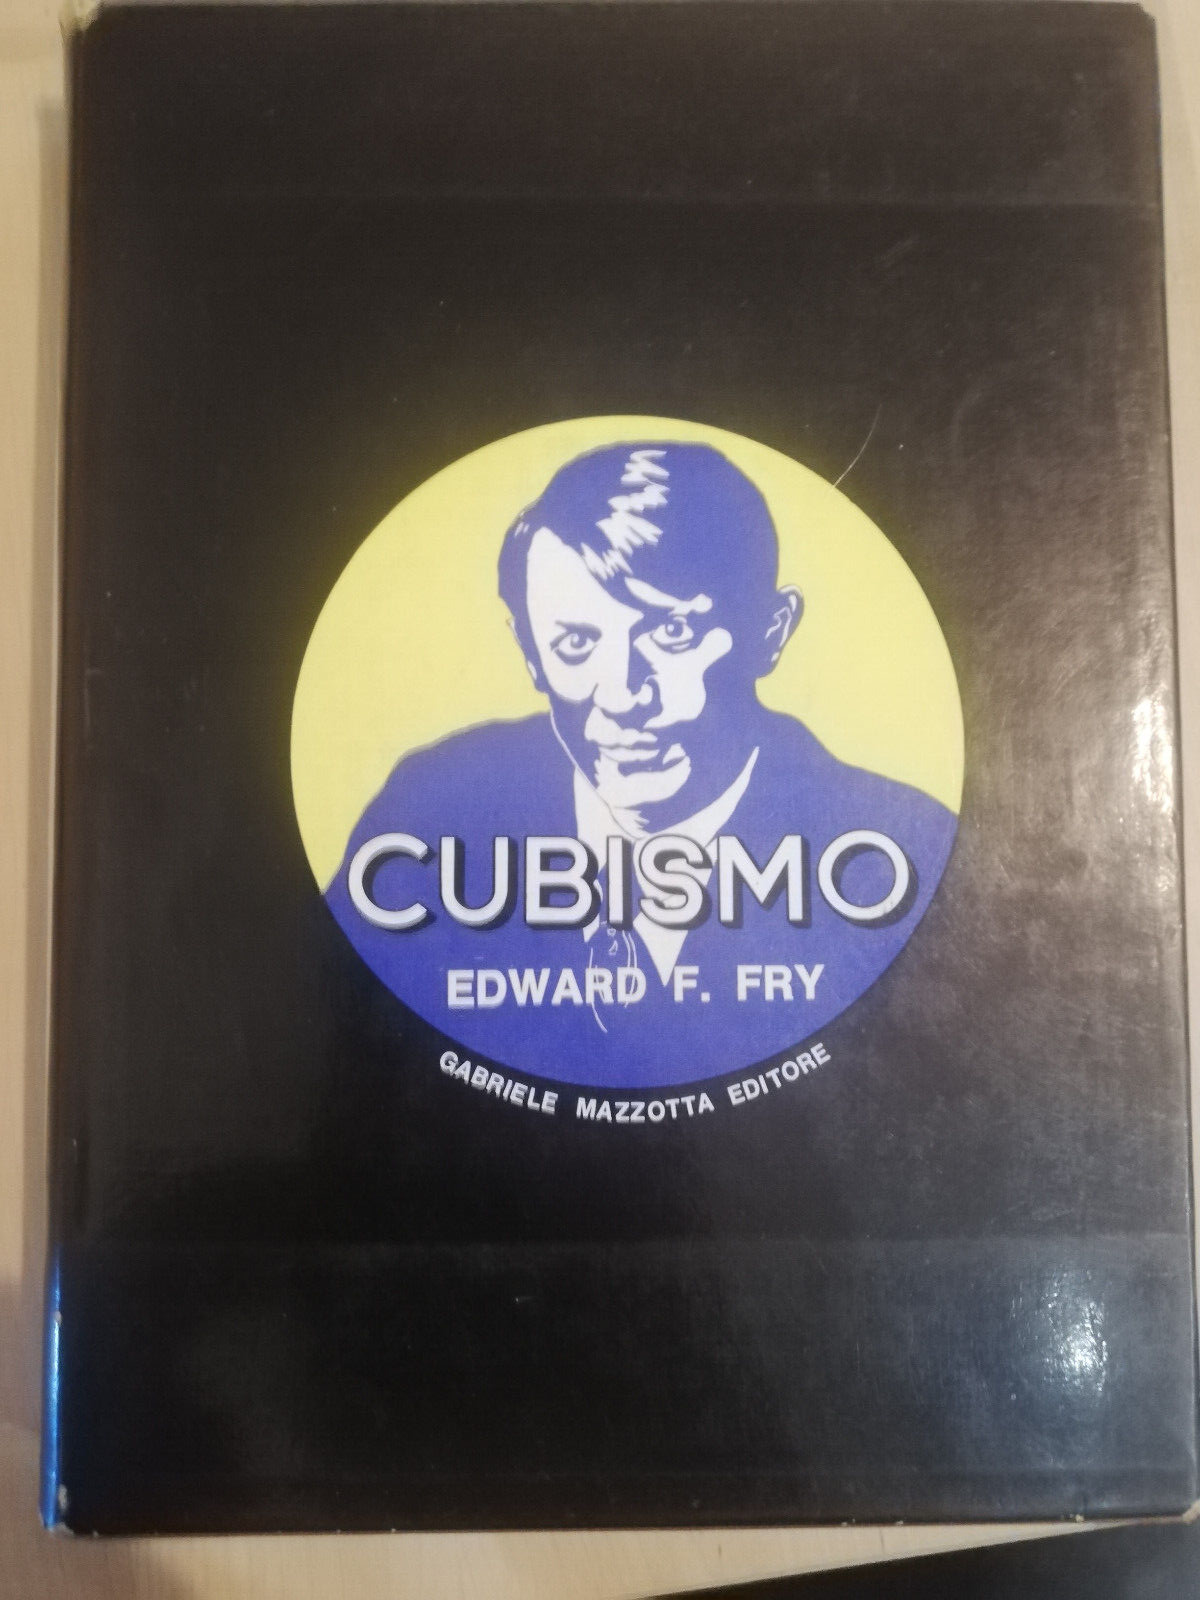 CUBISMO
EDWARD F. FRY
GABRIELE MAZZOTTA EDITORE